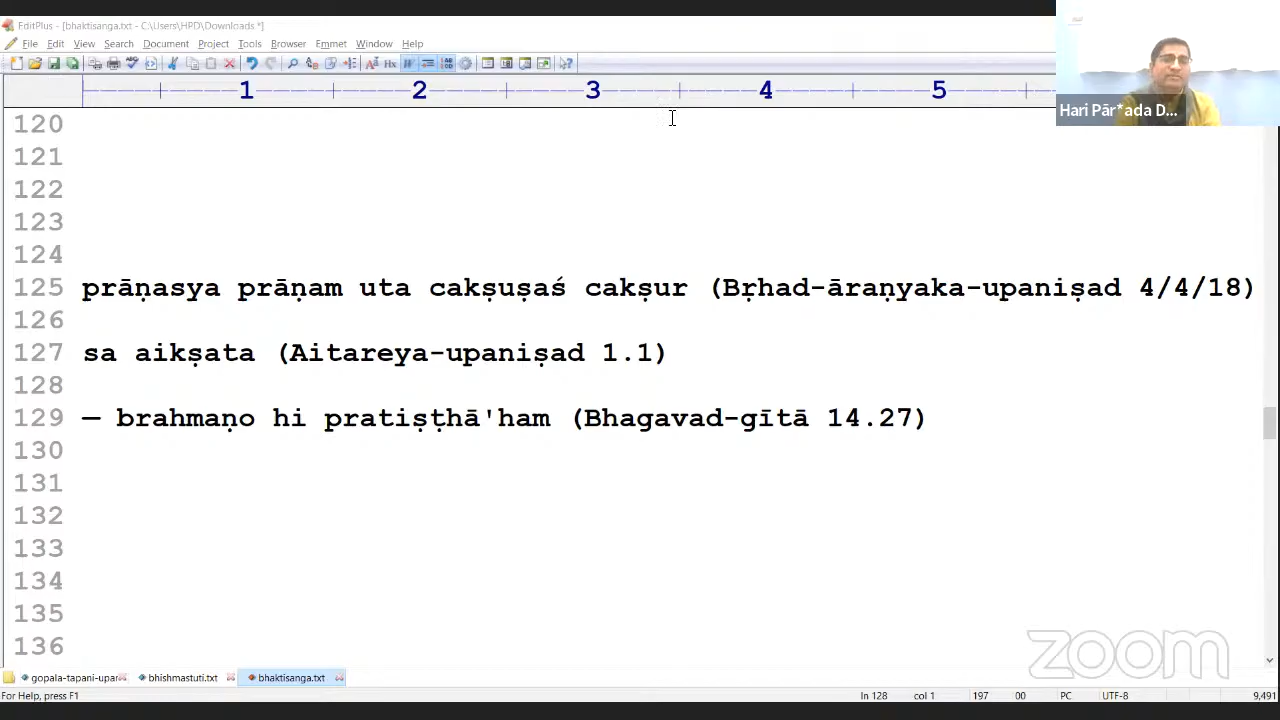 EditPlus - [bhaktisanga.txt - C:\Users\HPD\Downloads *]
File Edit View Search Document Project Tools Browser Emmet Window Help
1 2 3 4 5
Hari Pār*ada D...
120
121
122
123
124
125 prāṇasya prāṇam uta cakṣuṣaś cakṣur (Bṛhad-āraṇyaka-upaniṣad 4/4/18)
126
127 sa aikṣata (Aitareya-upaniṣad 1.1)
128
129 — brahmaṇo hi pratiṣṭhā'ham (Bhagavad-gītā 14.27)
130
131
132
133
134
135
136
zoom
gopala-tapani-upar bhishmastuti.txt bhaktisanga.txt
For Help, press F1 ln 128 col 1 197 00 PC UTF-8 9,491